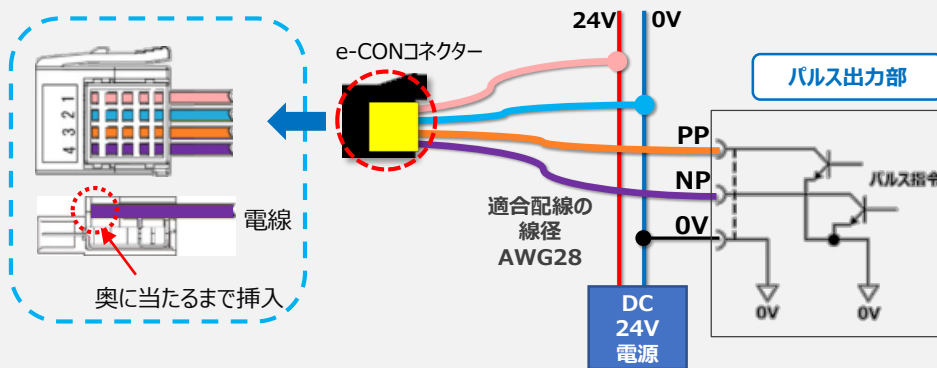 24V
0V
e-CONコネクター
パルス出力部
1
2
3
4
PP
NP
0V
パルス指令
電線
適合配線の
線径
AWG28
奥に当たるまで挿入
DC
24V
電源
0V
0V